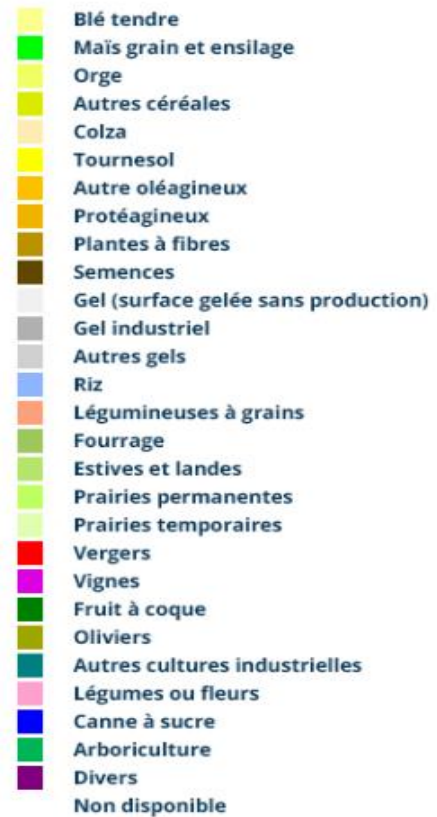 Blé tendre
Maïs grain et ensilage
Orge
Autres céréales
Colza
Tournesol
Autre oléagineux
Protéagineux
Plantes à fibres
Semences
Gel (surface gelée sans production)
Gel industriel
Autres gels
Riz
Légumineuses à grains
Fourrage
Estives et landes
Prairies permanentes
Prairies temporaires
Vergers
Vignes
Fruit à coque
Oliviers
Autres cultures industrielles
Légumes ou fleurs
Canne à sucre
Arboriculture
Divers
Non disponible